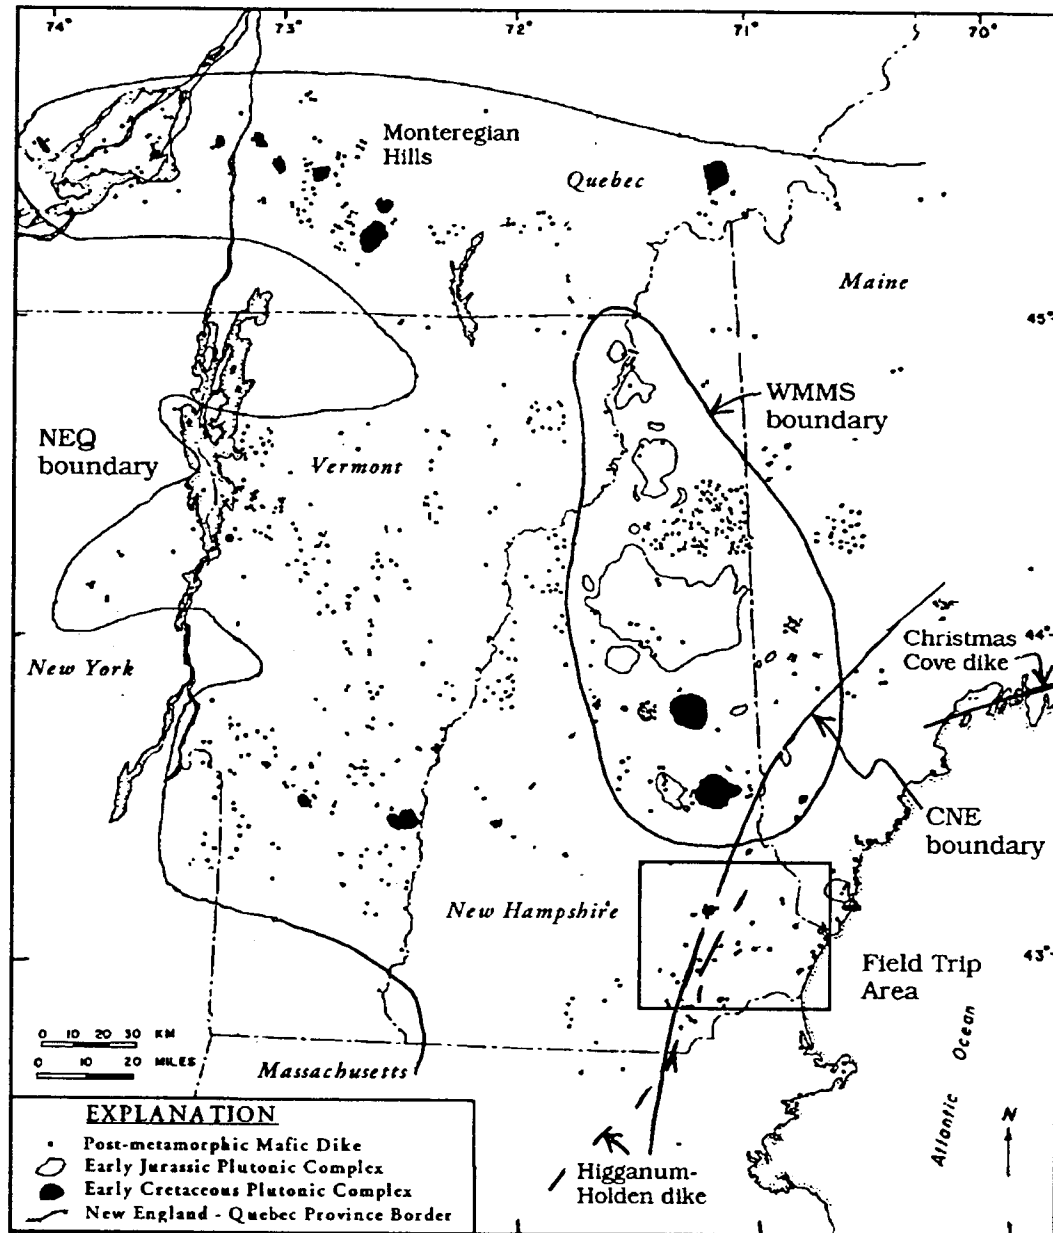 74°
73°
72°
71°
70°
Monteregian
Hills
Quebec
Maine
45°
WMMS
boundary
NEQ
boundary
Vermont
Christmas
Cove dike
44°
New York
CNE
boundary
New Hampshire
43°
Field Trip
Area
0 10 20 30 KM
0 10 20 MILES
Massachusetts
Atlantic Ocean
N
Higganum-
Holden dike
EXPLANATION
Post-metamorphic Mafic Dike
Early Jurassic Plutonic Complex
Early Cretaceous Plutonic Complex
New England - Quebec Province Border